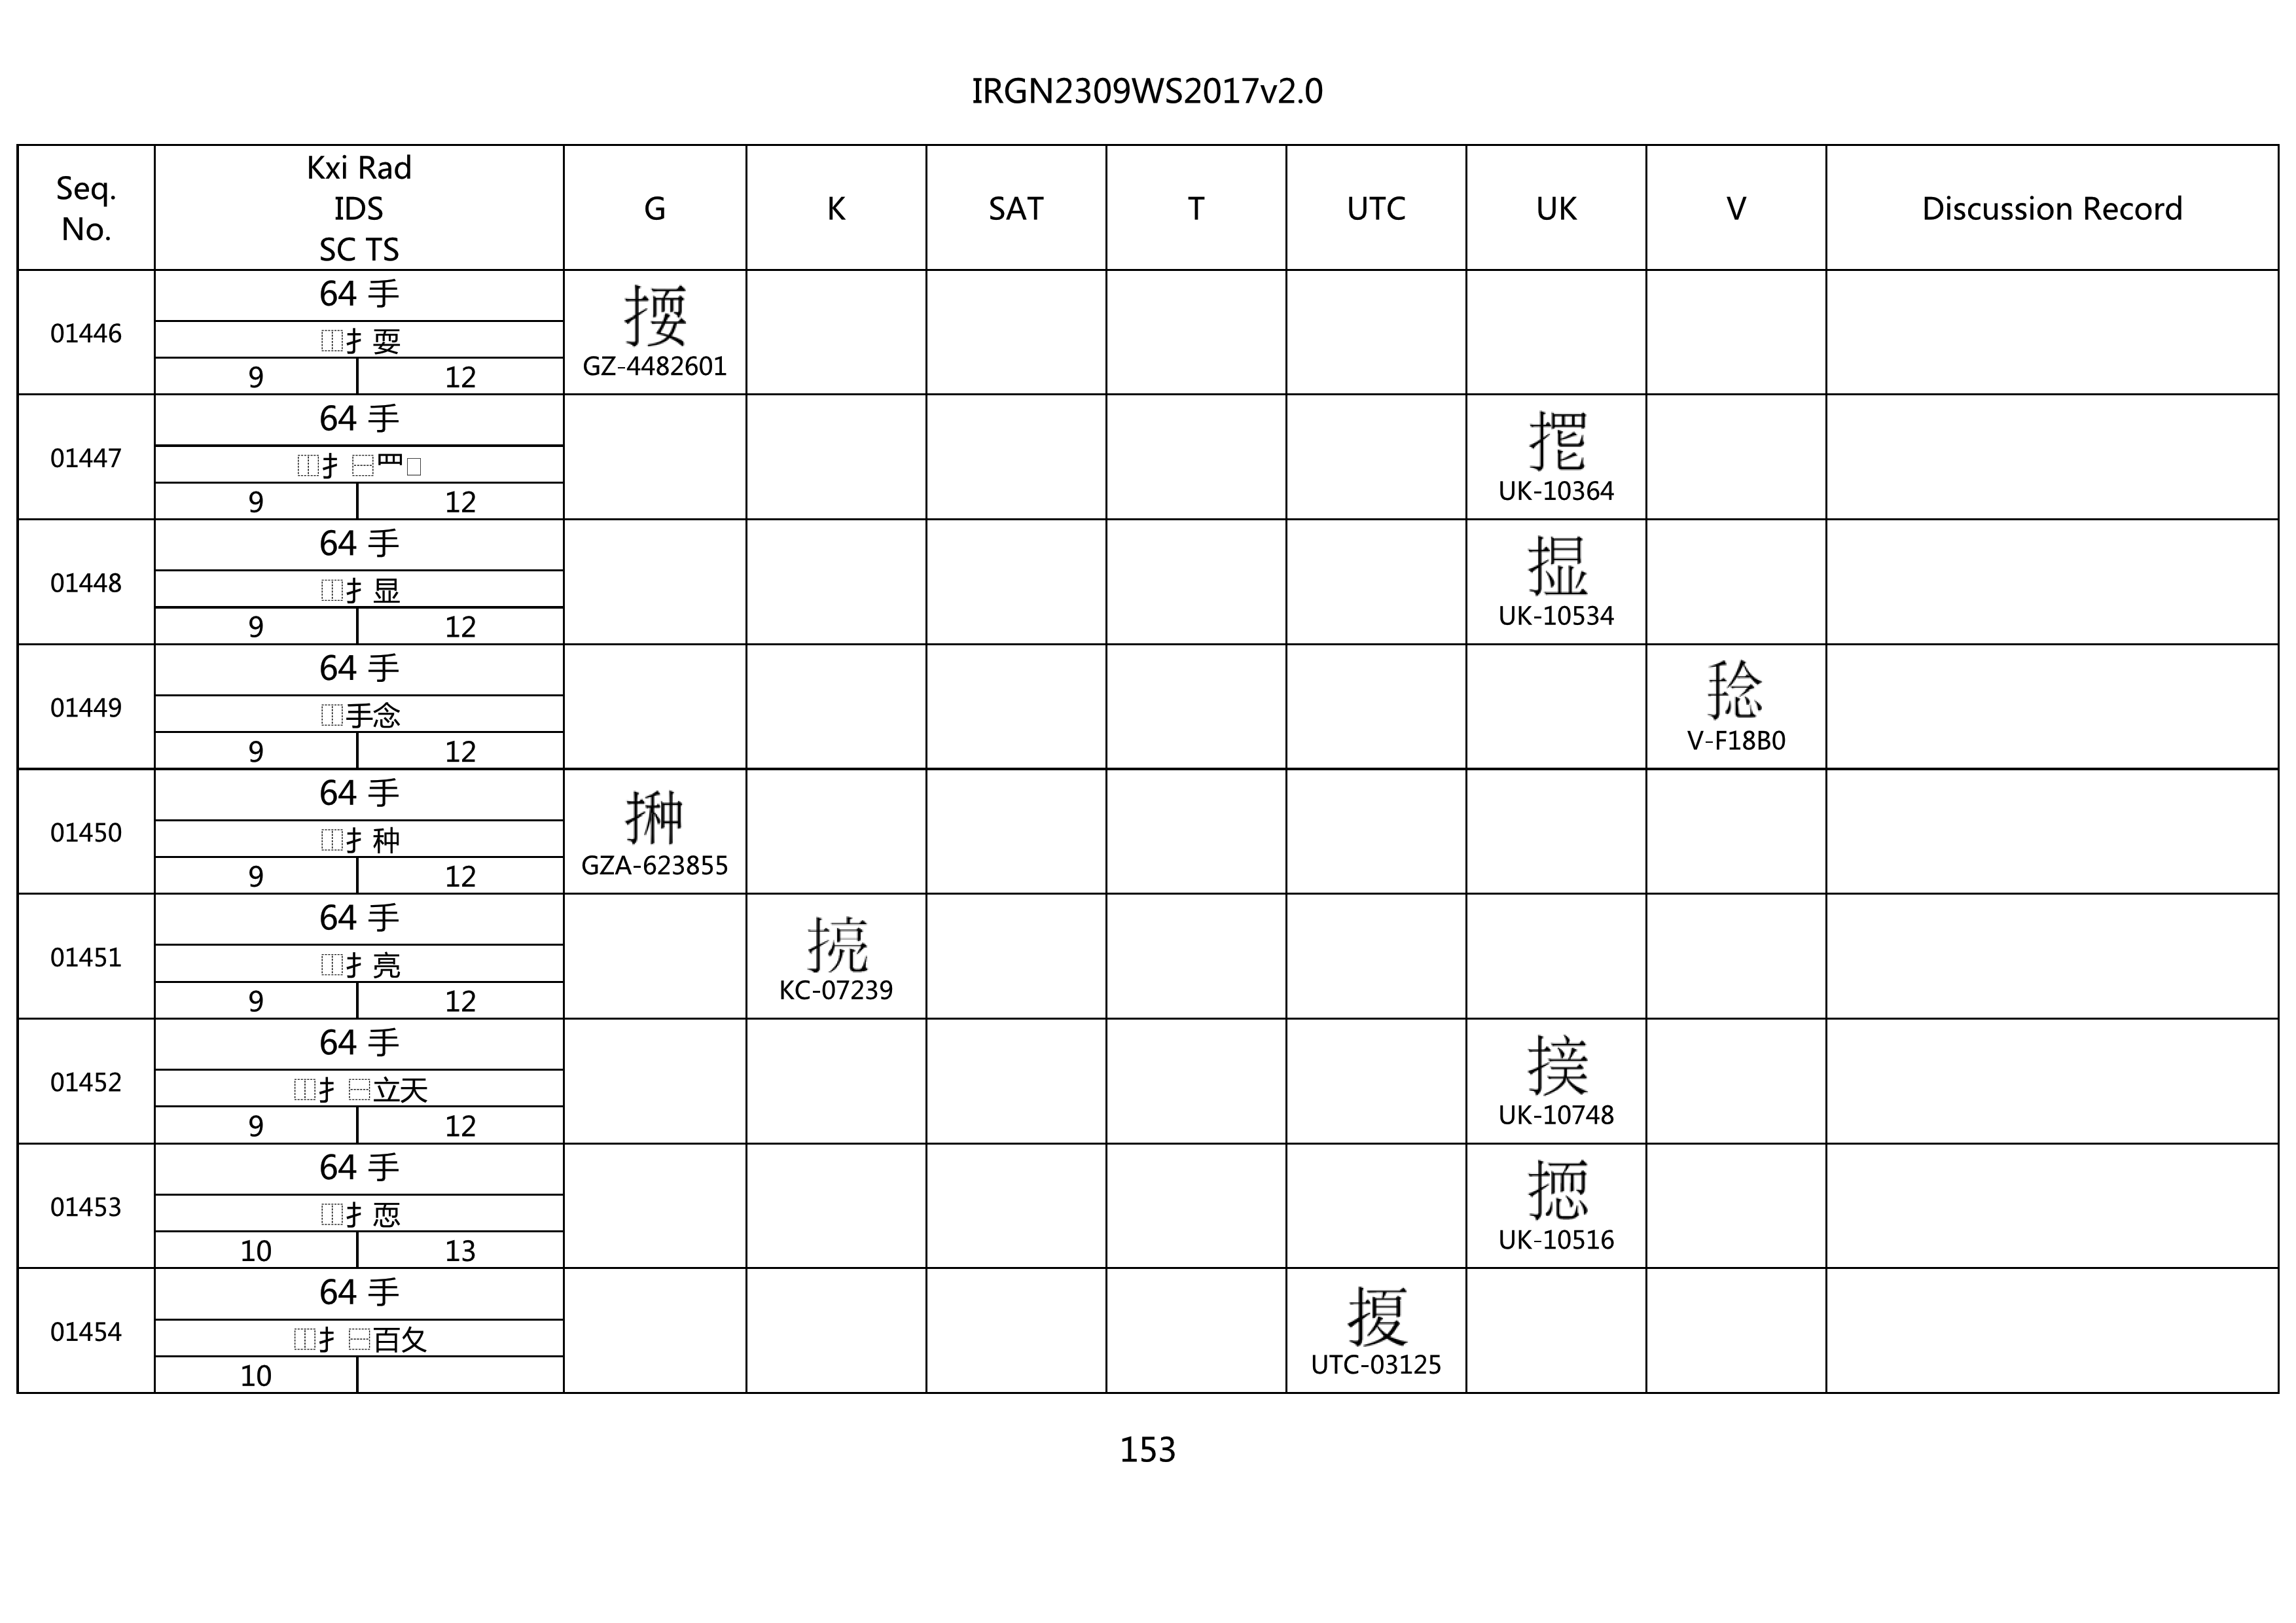 IRGN2309WS2017v2.0
Seq. No. Kxi Rad IDS SC TS G K SAT T UTC UK V Discussion Record
01446
64 手
⿰扌耍
9 12
GZ-4482601
01447
64 手
⿰扌⿱罒
9 12
UK-10364
01448
64 手
⿰扌显
9 12
UK-10534
01449
64 手
⿰手念
9 12
V-F18B0
01450
64 手
⿰扌种
9 12
GZA-623855
01451
64 手
⿰扌亮
9 12
KC-07239
01452
64 手
⿰扌⿱立天
9 12
UK-10748
01453
64 手
⿰扌恧
10 13
UK-10516
01454
64 手
⿰扌⿱百夂
10
UTC-03125
153